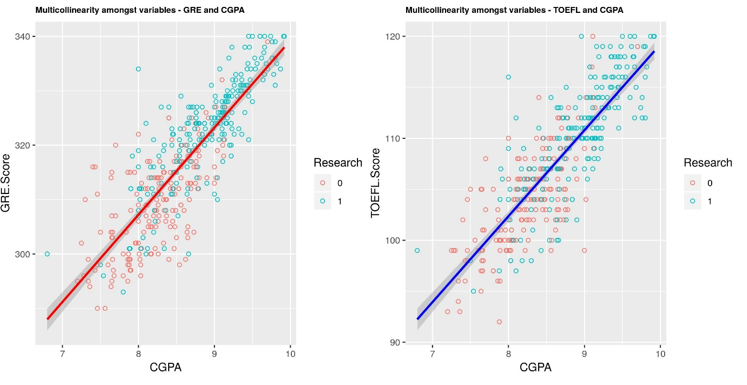 Multicollinearity amongst variables - GRE and CGPA
340
320
300
GRE.Score
7
8
9
10
CGPA
Research
0
1
Multicollinearity amongst variables - TOEFL and CGPA
120
110
100
90
TOEFL.Score
7
8
9
10
CGPA
Research
0
1